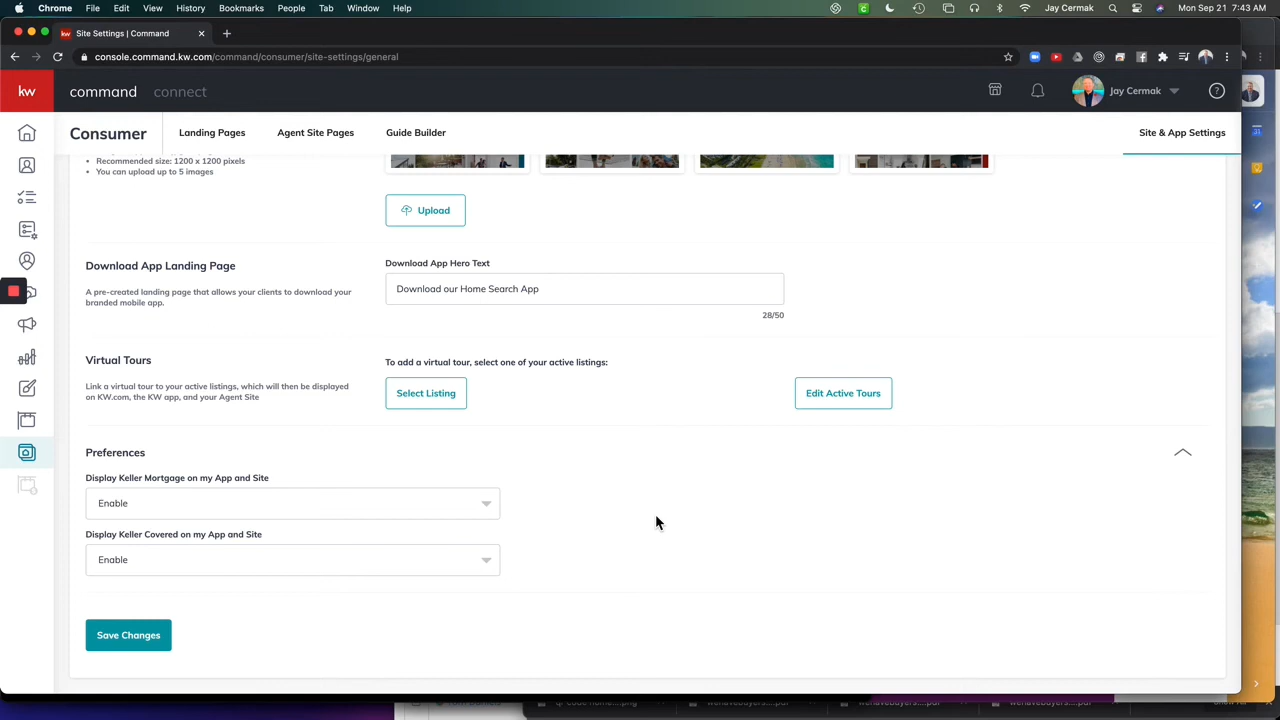 Chrome File Edit View History Bookmarks People Tab Window Help Jay Cermak Mon Sep 21 7:43 AM
kw Site Settings | Command
console.command.kw.com/command/consumer/site-settings/general
kw command connect Jay Cermak
Consumer Landing Pages Agent Site Pages Guide Builder Site & App Settings
• Recommended size: 1200 x 1200 pixels
• You can upload up to 5 images
Upload
Download App Landing Page
A pre-created landing page that allows your clients to download your
branded mobile app.
Download App Hero Text
Download our Home Search App
28/50
Virtual Tours
Link a virtual tour to your active listings, which will then be displayed
on KW.com, the KW app, and your Agent Site
To add a virtual tour, select one of your active listings:
Select Listing Edit Active Tours
Preferences
Display Keller Mortgage on my App and Site
Enable
Display Keller Covered on my App and Site
Enable
Save Changes